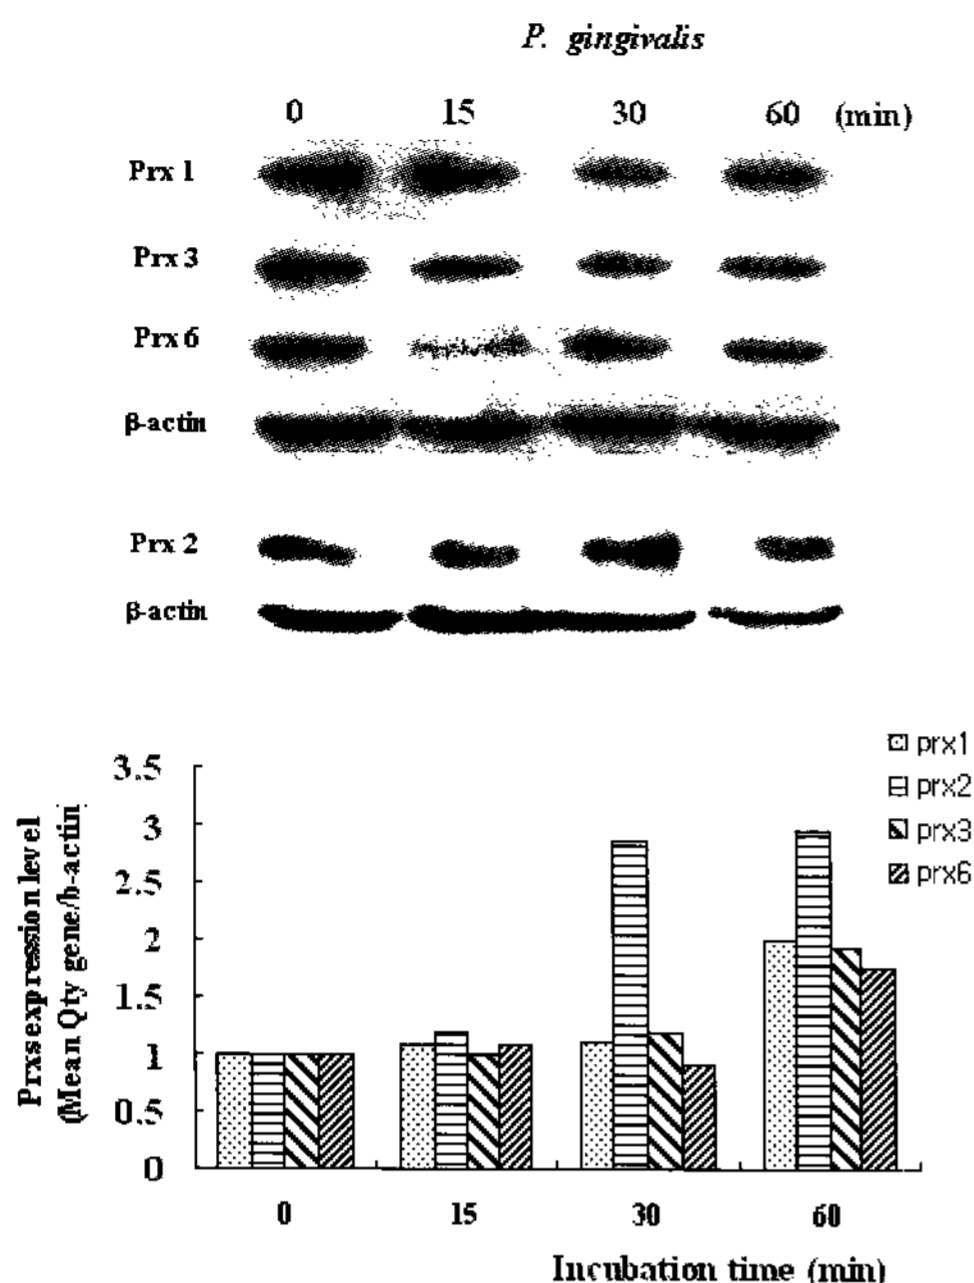 P. gingivalis
0 15 30 60 (min)
Prx 1
Prx 3
Prx 6
β-actin
Prx 2
β-actin
prx1
prx2
prx3
prx6
3.5
3
2.5
2
1.5
1
0.5
0
Prxs expression level
(Mean Qty gene/b-actin)
0 15 30 60
Incubation time (min)